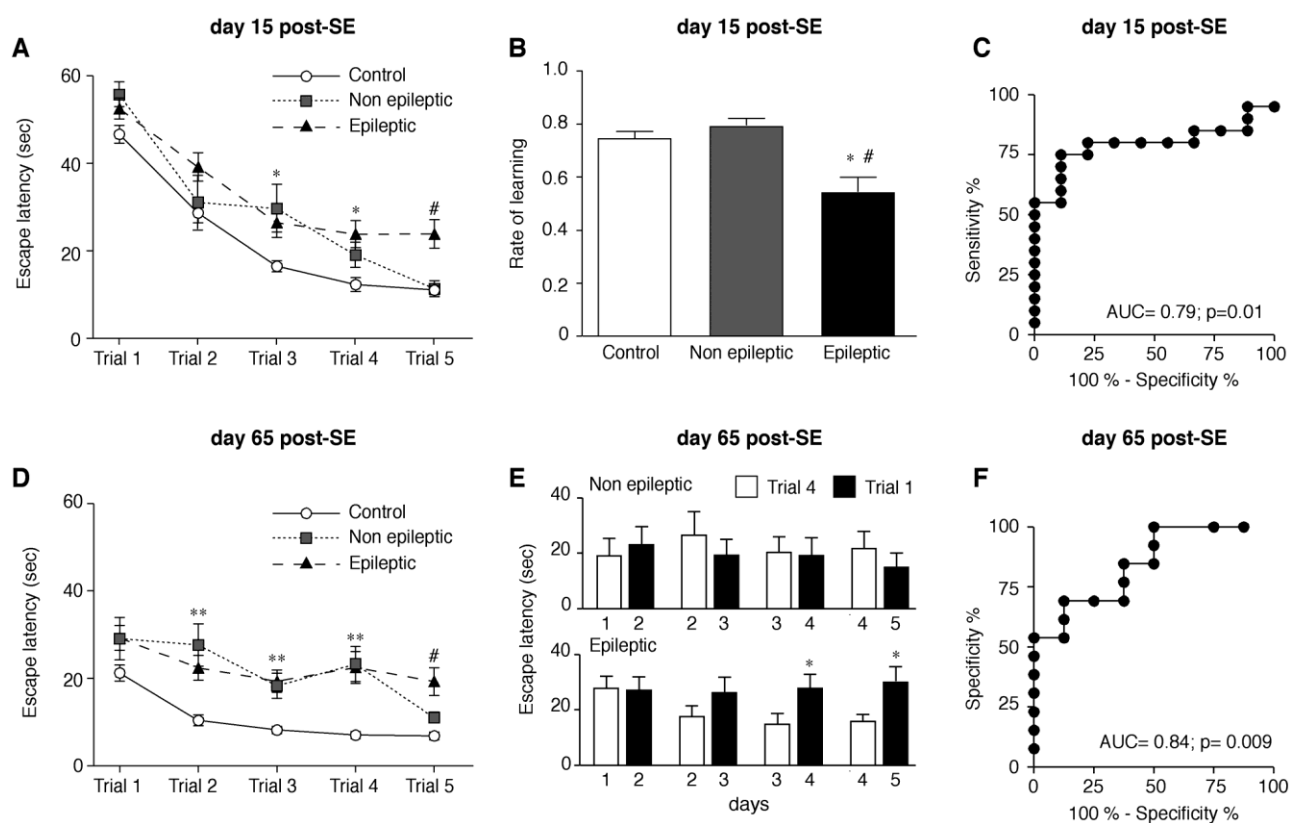 day 15 post-SE
A
Escape latency (sec)
60
40
20
0
Control
Non epileptic
Epileptic
*
*
#
Trial 1
Trial 2
Trial 3
Trial 4
Trial 5
day 15 post-SE
B
Rate of learning
1.0
0.8
0.6
0.4
0.2
0
* #
Control
Non epileptic
Epileptic
day 15 post-SE
C
Sensitivity %
100
75
50
25
0
AUC= 0.79; p=0.01
0
25
50
75
100
100 % - Specificity %
day 65 post-SE
D
Escape latency (sec)
60
40
20
0
Control
Non epileptic
Epileptic
**
**
**
#
Trial 1
Trial 2
Trial 3
Trial 4
Trial 5
day 65 post-SE
E
Escape latency (sec)
Non epileptic
Trial 4
Trial 1
40
20
0
1
2
2
3
3
4
4
5
Epileptic
40
20
0
*
*
1
2
2
3
3
4
4
5
days
day 65 post-SE
F
Specificity %
100
75
50
25
0
AUC= 0.84; p= 0.009
0
25
50
75
100
100 % - Specificity %